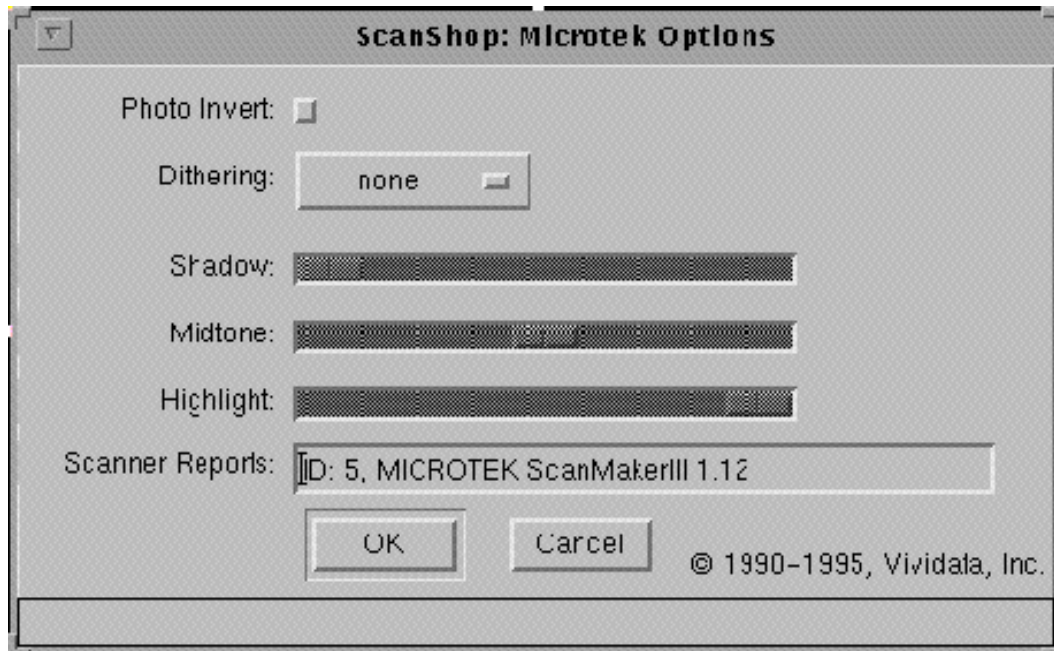 ScanShop: Microtek Options
Photo Invert:
Dithering: none
Shadow:
Midtone:
Highlight:
Scanner Reports: ID: 5, MICROTEK ScanMakerIII 1.12
OK Cancel
© 1990-1995, Vividata, Inc.